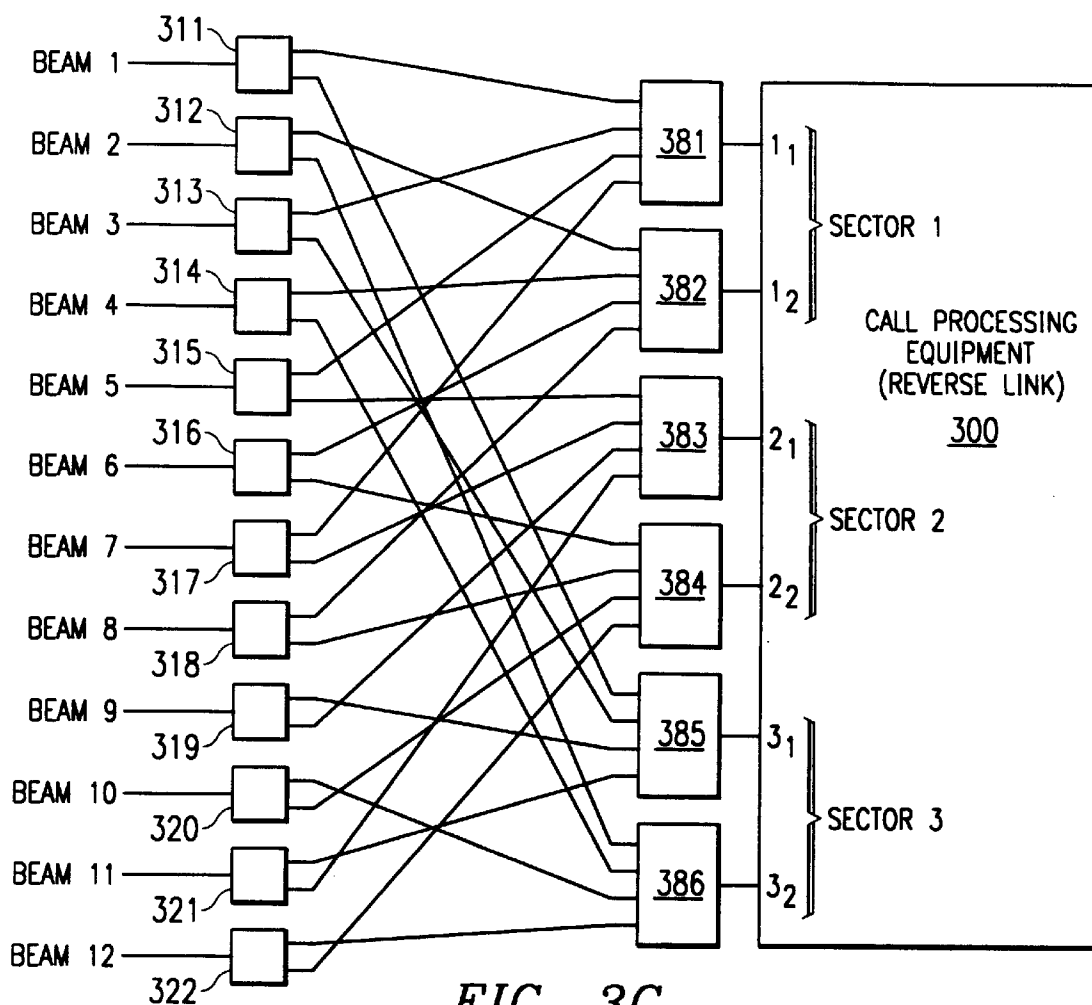 BEAM 1
BEAM 2
BEAM 3
BEAM 4
BEAM 5
BEAM 6
BEAM 7
BEAM 8
BEAM 9
BEAM 10
BEAM 11
BEAM 12
311
312
313
314
315
316
317
318
319
320
321
322
381
382
383
384
385
386
1₁
1₂
2₁
2₂
3₁
3₂
SECTOR 1
SECTOR 2
SECTOR 3
CALL PROCESSING
EQUIPMENT
(REVERSE LINK)
300
FIG. 3C